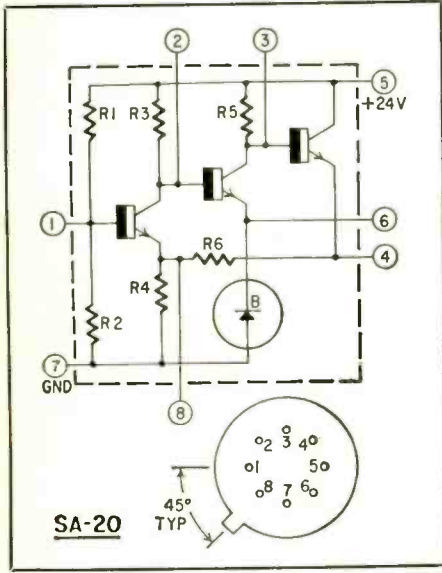 2 3
5
+24V
R1 R3 R5
1
6
R6
4
B
R4
R2
7
GND
8
2 3 4
1 5
8 7 6
45°
TYP
SA-20